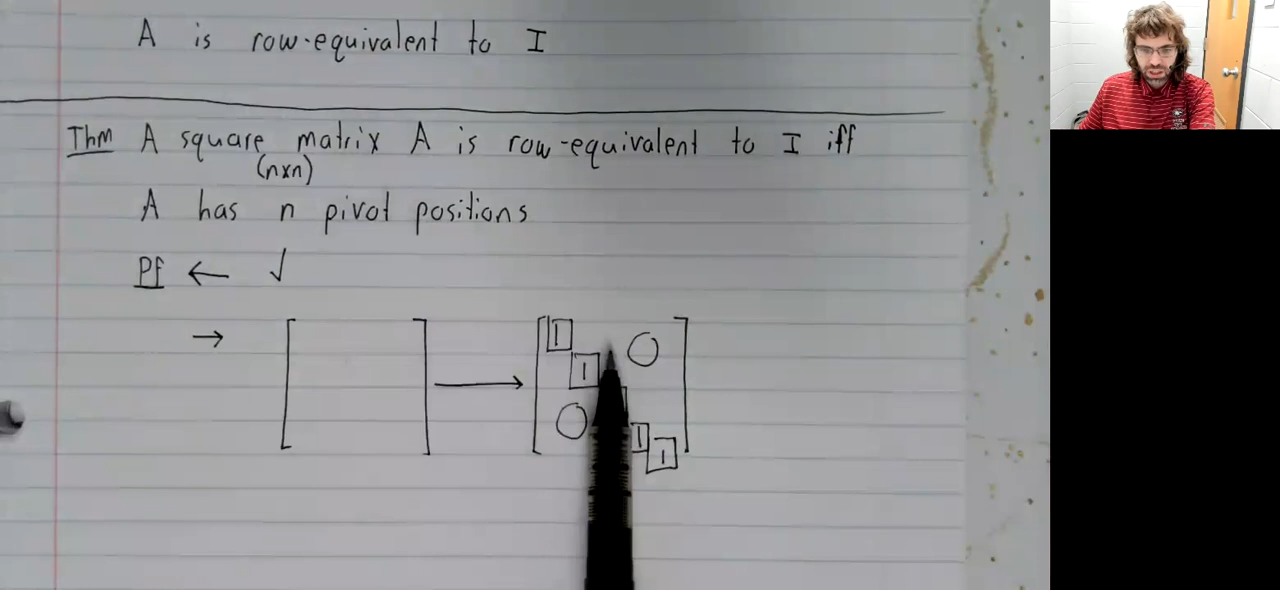 A is row-equivalent to I
Thm A square matrix A is row-equivalent to I iff
(n×n)
A has n pivot positions
Pf ← ✓
→ [ ] → [ 1 0
1
0 1
1 ]